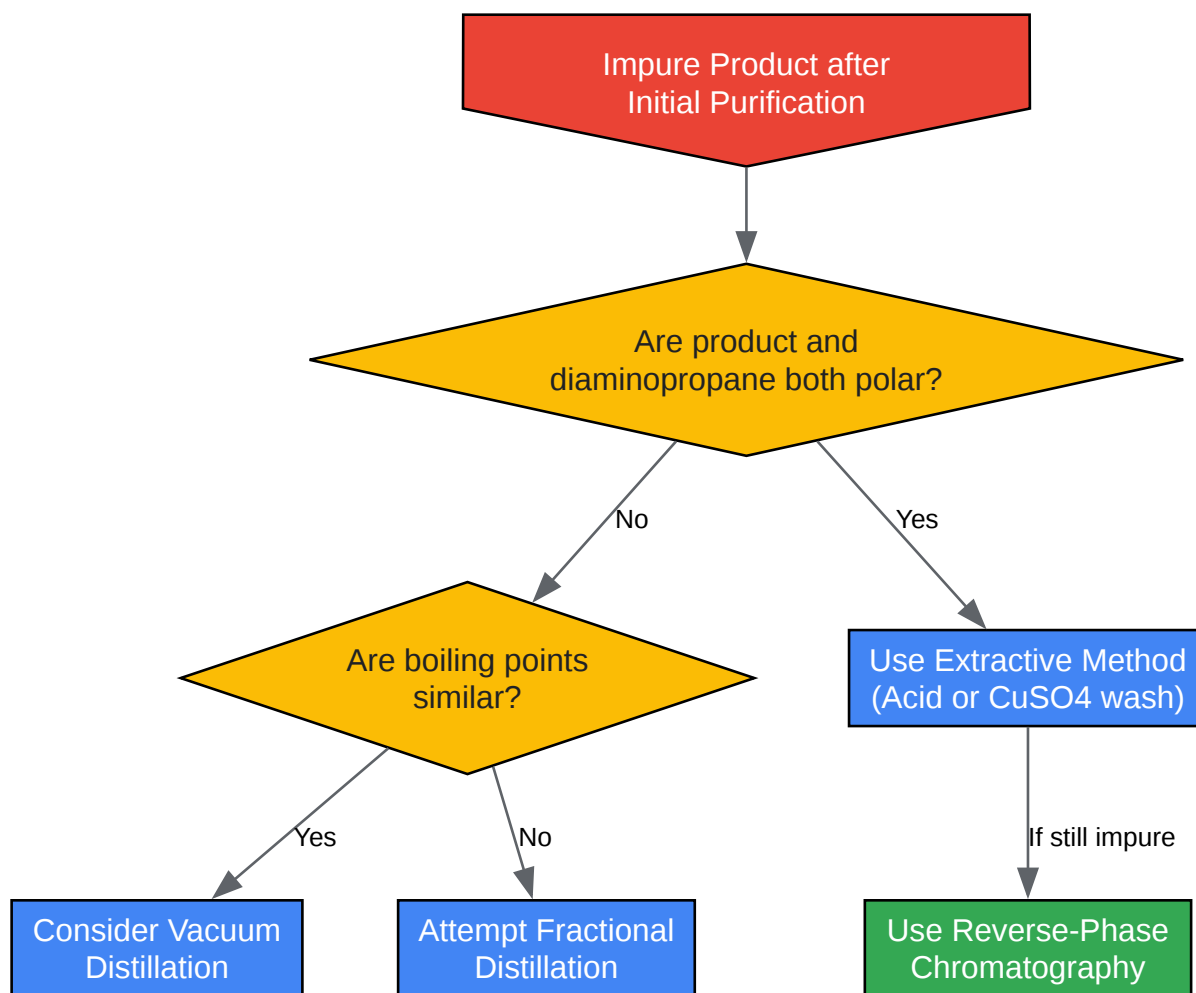 Impure Product after
Initial Purification
Are product and
diaminopropane both polar?
No
Yes
Are boiling points
similar?
Use Extractive Method
(Acid or CuSO4 wash)
Yes
No
If still impure
Consider Vacuum
Distillation
Attempt Fractional
Distillation
Use Reverse-Phase
Chromatography